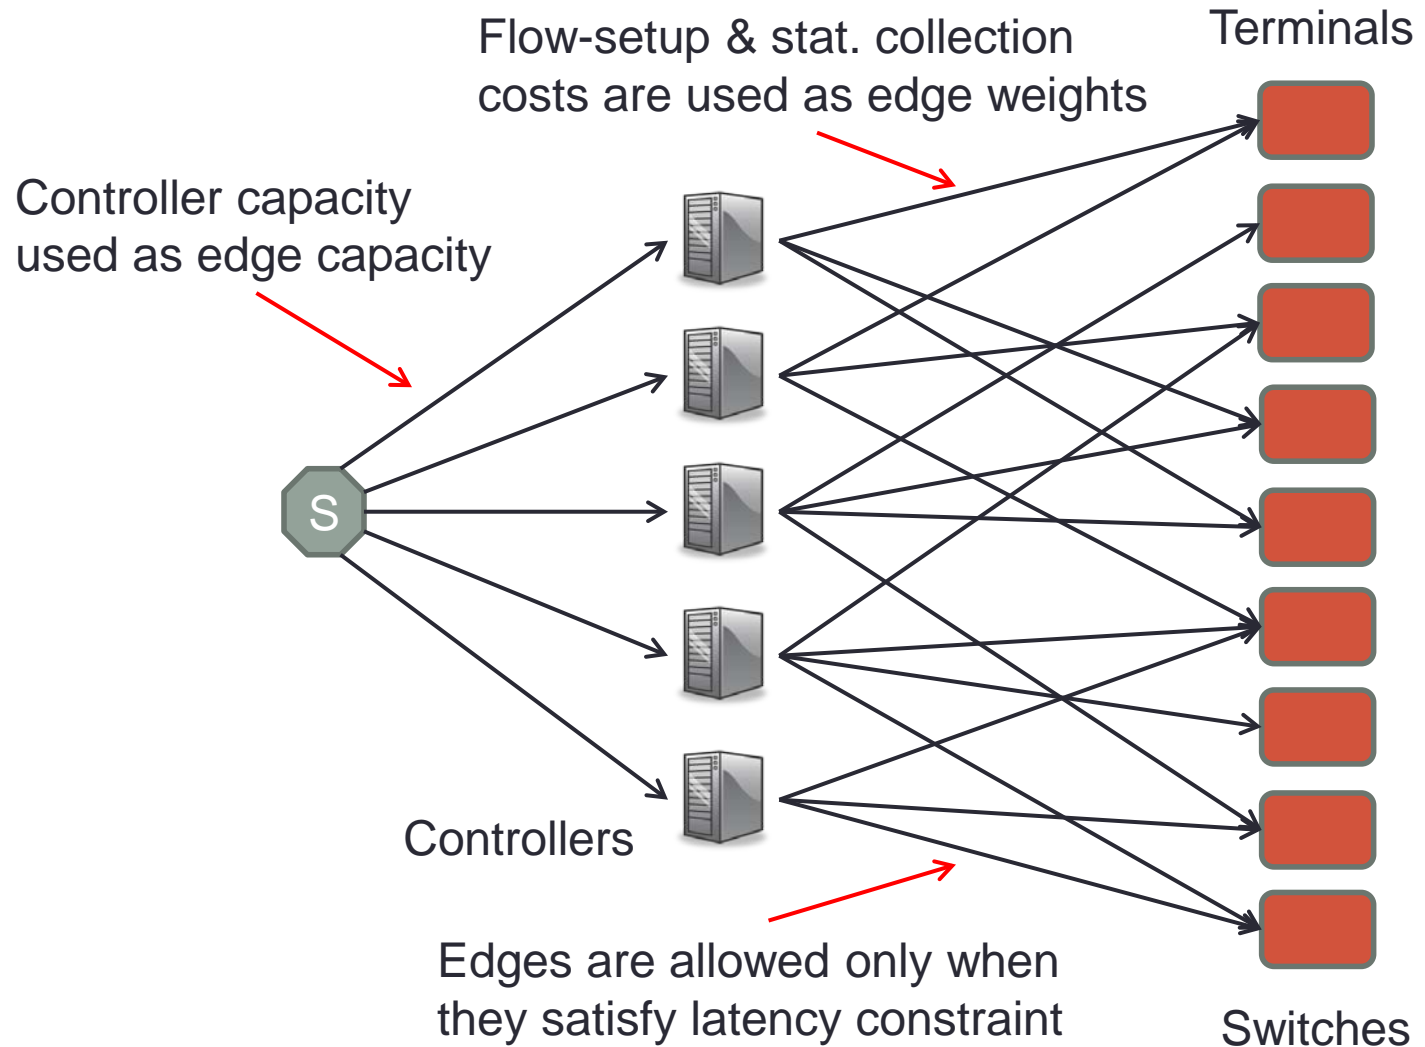 Flow-setup & stat. collection
costs are used as edge weights
Terminals
Controller capacity
used as edge capacity
S
Controllers
Edges are allowed only when
they satisfy latency constraint
Switches